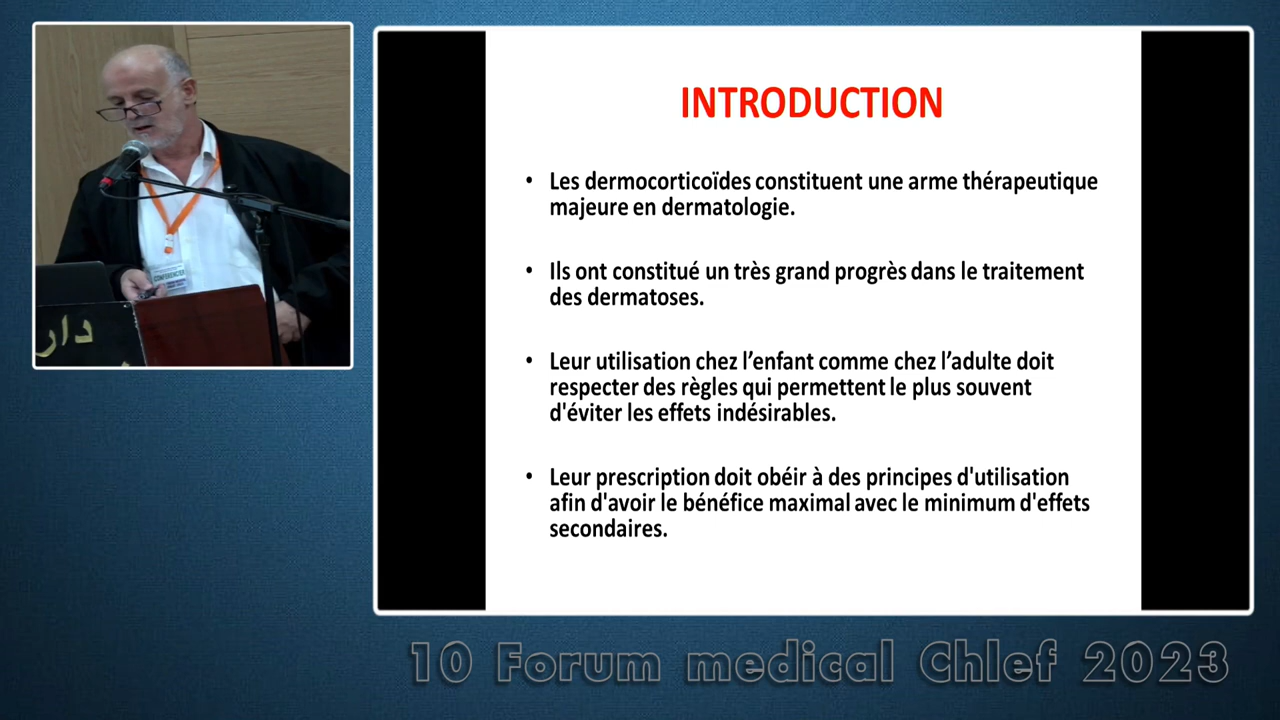 CONFERENCIER
دار
INTRODUCTION
• Les dermocorticoïdes constituent une arme thérapeutique
majeure en dermatologie.
• Ils ont constitué un très grand progrès dans le traitement
des dermatoses.
• Leur utilisation chez l’enfant comme chez l’adulte doit
respecter des règles qui permettent le plus souvent
d'éviter les effets indésirables.
• Leur prescription doit obéir à des principes d'utilisation
afin d'avoir le bénéfice maximal avec le minimum d'effets
secondaires.
10 Forum medical Chlef 2023